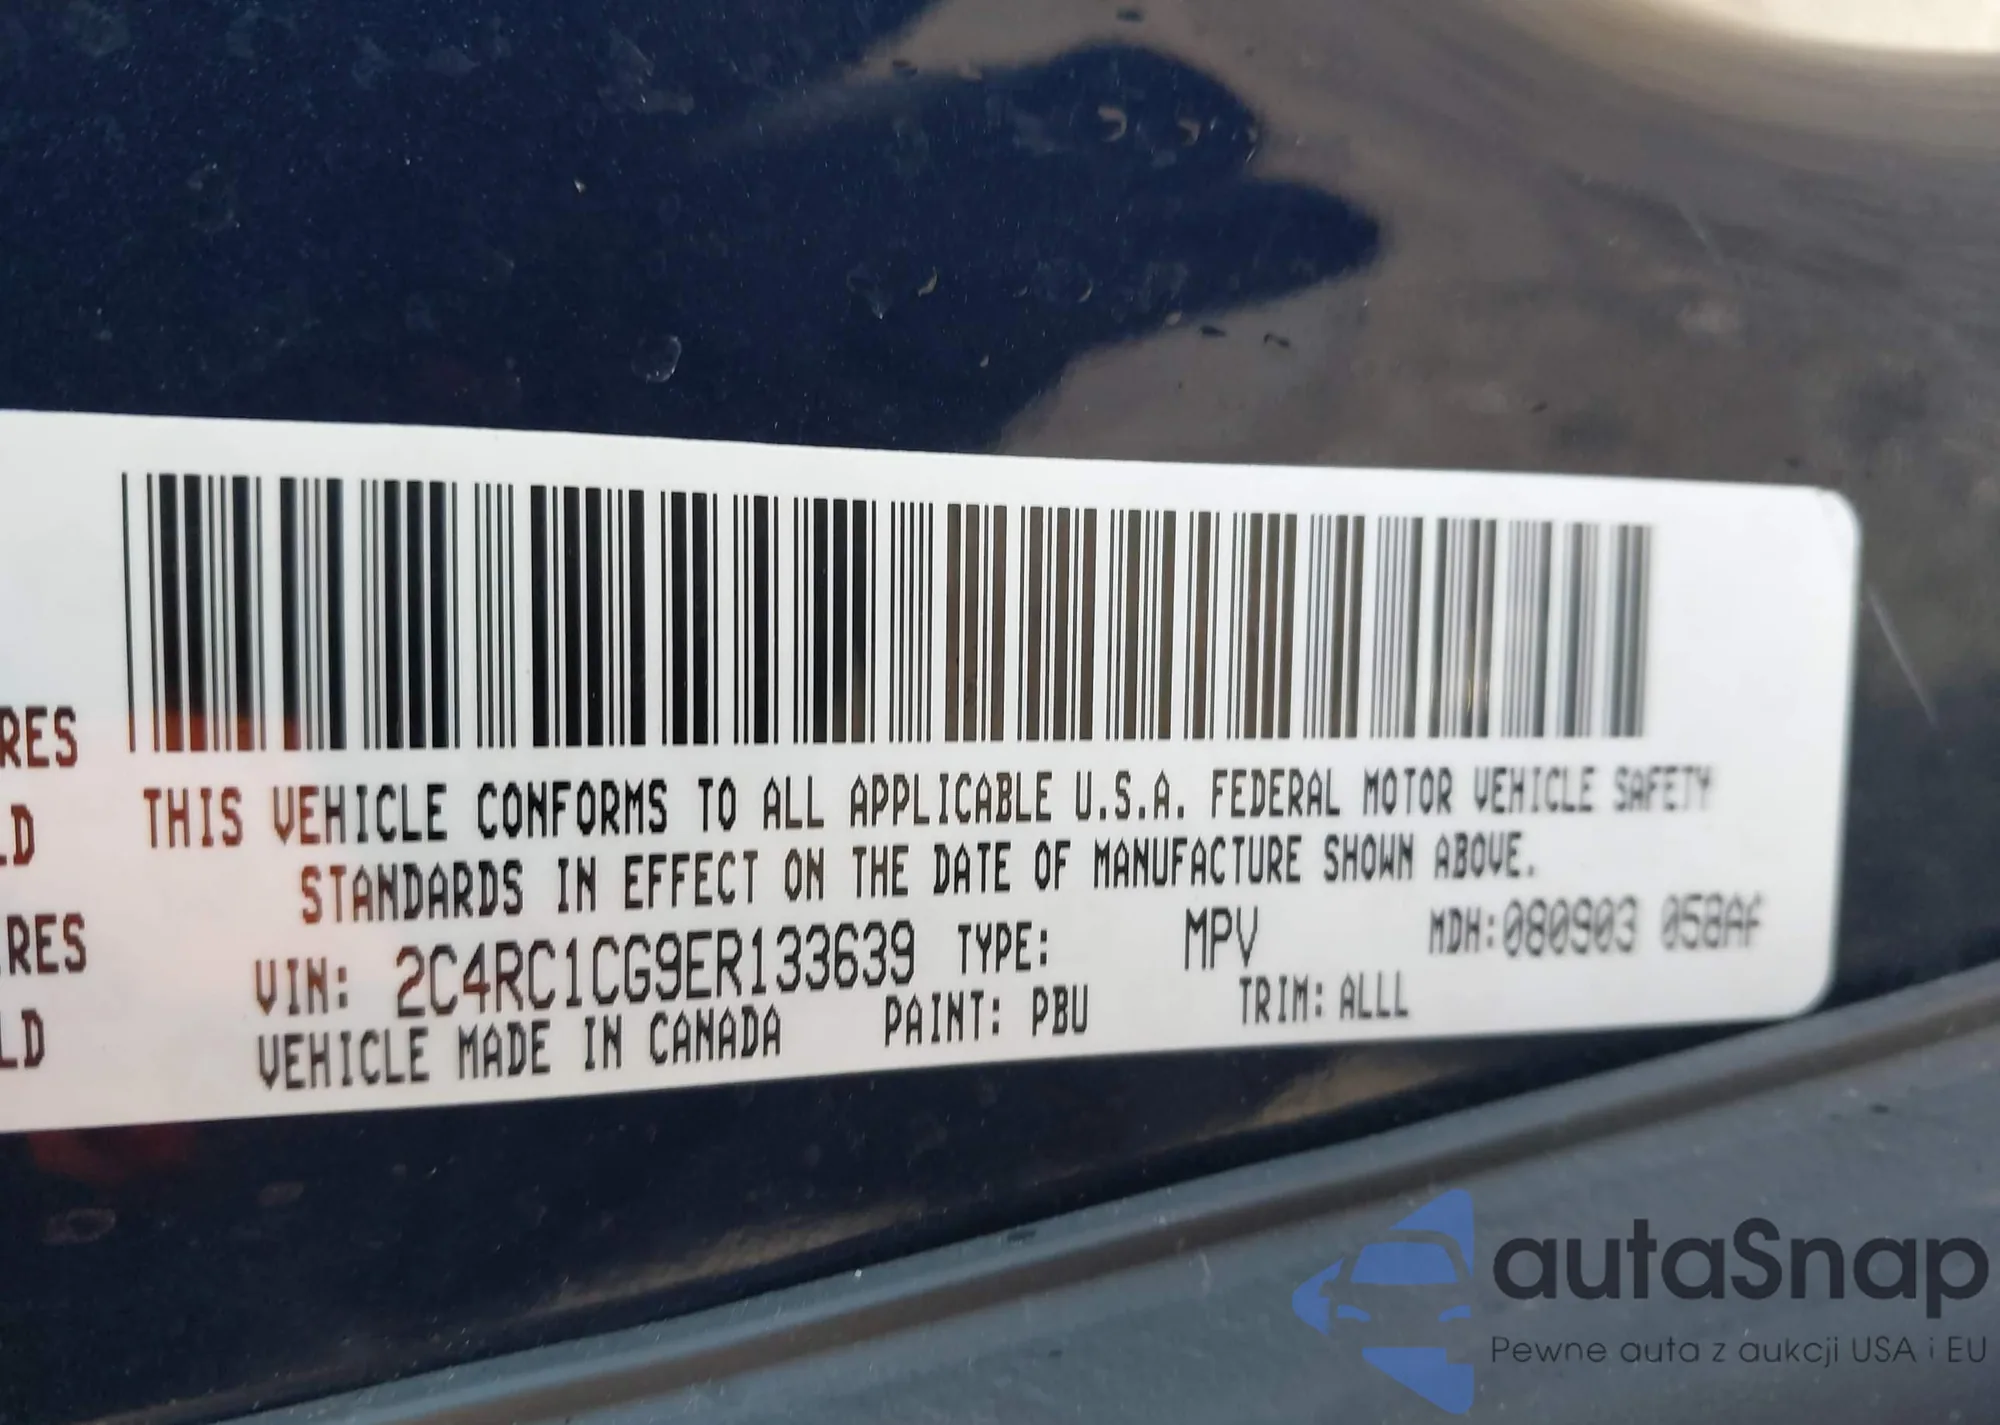 RES
LD
RES
LD
THIS VEHICLE CONFORMS TO ALL APPLICABLE U.S.A. FEDERAL MOTOR VEHICLE SAFETY
STANDARDS IN EFFECT ON THE DATE OF MANUFACTURE SHOWN ABOVE.
VIN: 2C4RC1CG9ER133639 TYPE: MPV MDH:080903 058AF
VEHICLE MADE IN CANADA PAINT: PBU TRIM: ALLL
autaSnap
Pewne auta z aukcji USA i EU